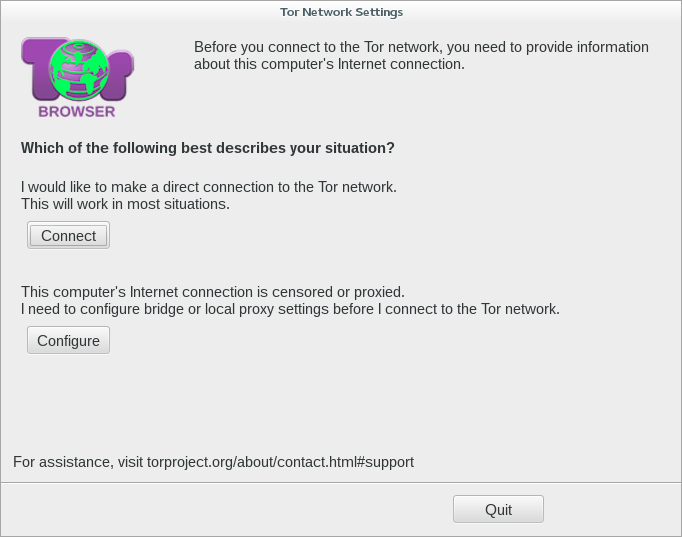 Tor Network Settings
Tor
BROWSER
Before you connect to the Tor network, you need to provide information
about this computer's Internet connection.
Which of the following best describes your situation?
I would like to make a direct connection to the Tor network.
This will work in most situations.
Connect
This computer's Internet connection is censored or proxied.
I need to configure bridge or local proxy settings before I connect to the Tor network.
Configure
For assistance, visit torproject.org/about/contact.html#support
Quit